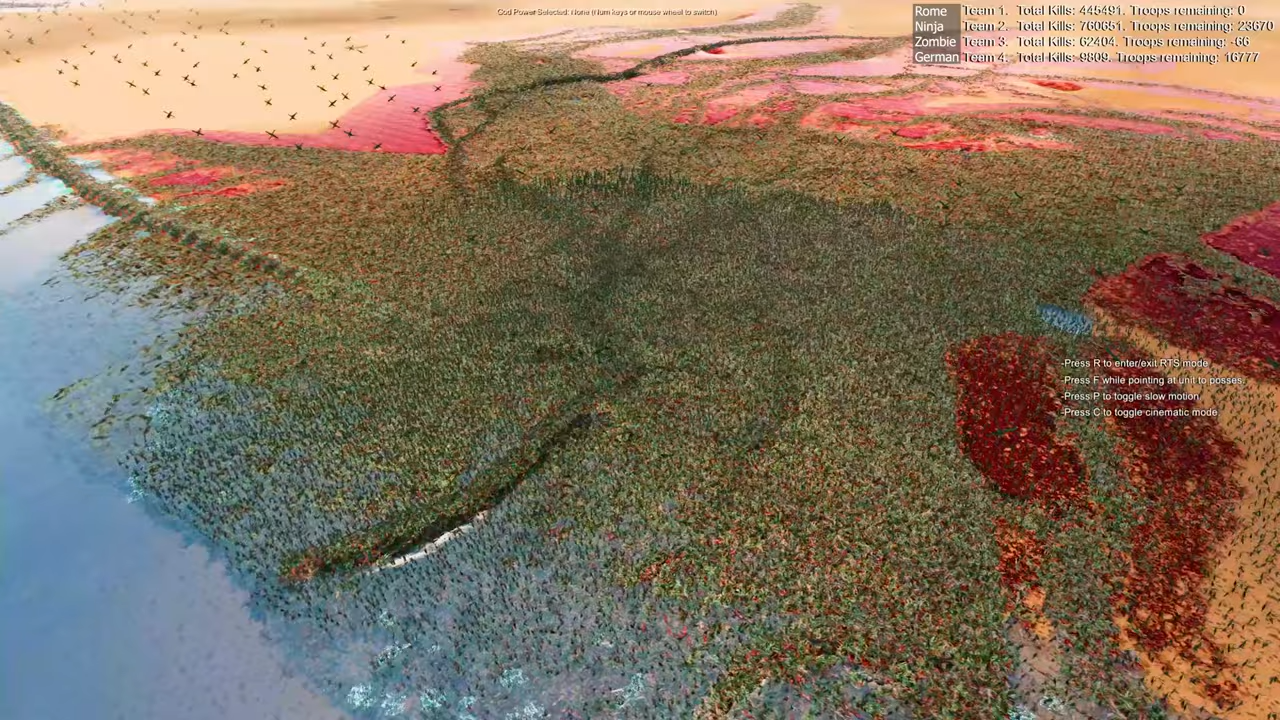 God Power Selected: None (Num keys or mouse wheel to switch)
Rome Team 1. Total Kills: 445491. Troops remaining: 0
Ninja Team 2. Total Kills: 760651. Troops remaining: 23670
Zombie Team 3. Total Kills: 62404. Troops remaining: -66
German Team 4. Total Kills: 9809. Troops remaining: 16777
-Press R to enter/exit RTS mode
-Press F while pointing at unit to posses.
-Press P to toggle slow motion
-Press C to toggle cinematic mode